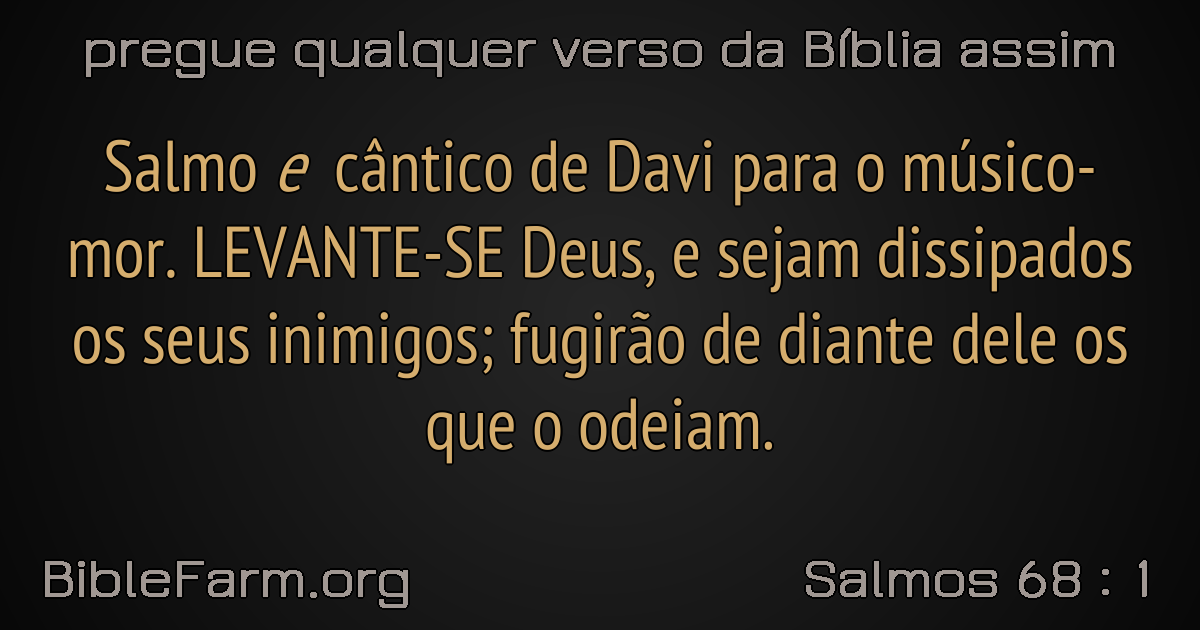 pregue qualquer verso da Bíblia assim
Salmo e cântico de Davi para o músico-
mor. LEVANTE-SE Deus, e sejam dissipados
os seus inimigos; fugirão de diante dele os
que o odeiam.
BibleFarm.org
Salmos 68 : 1